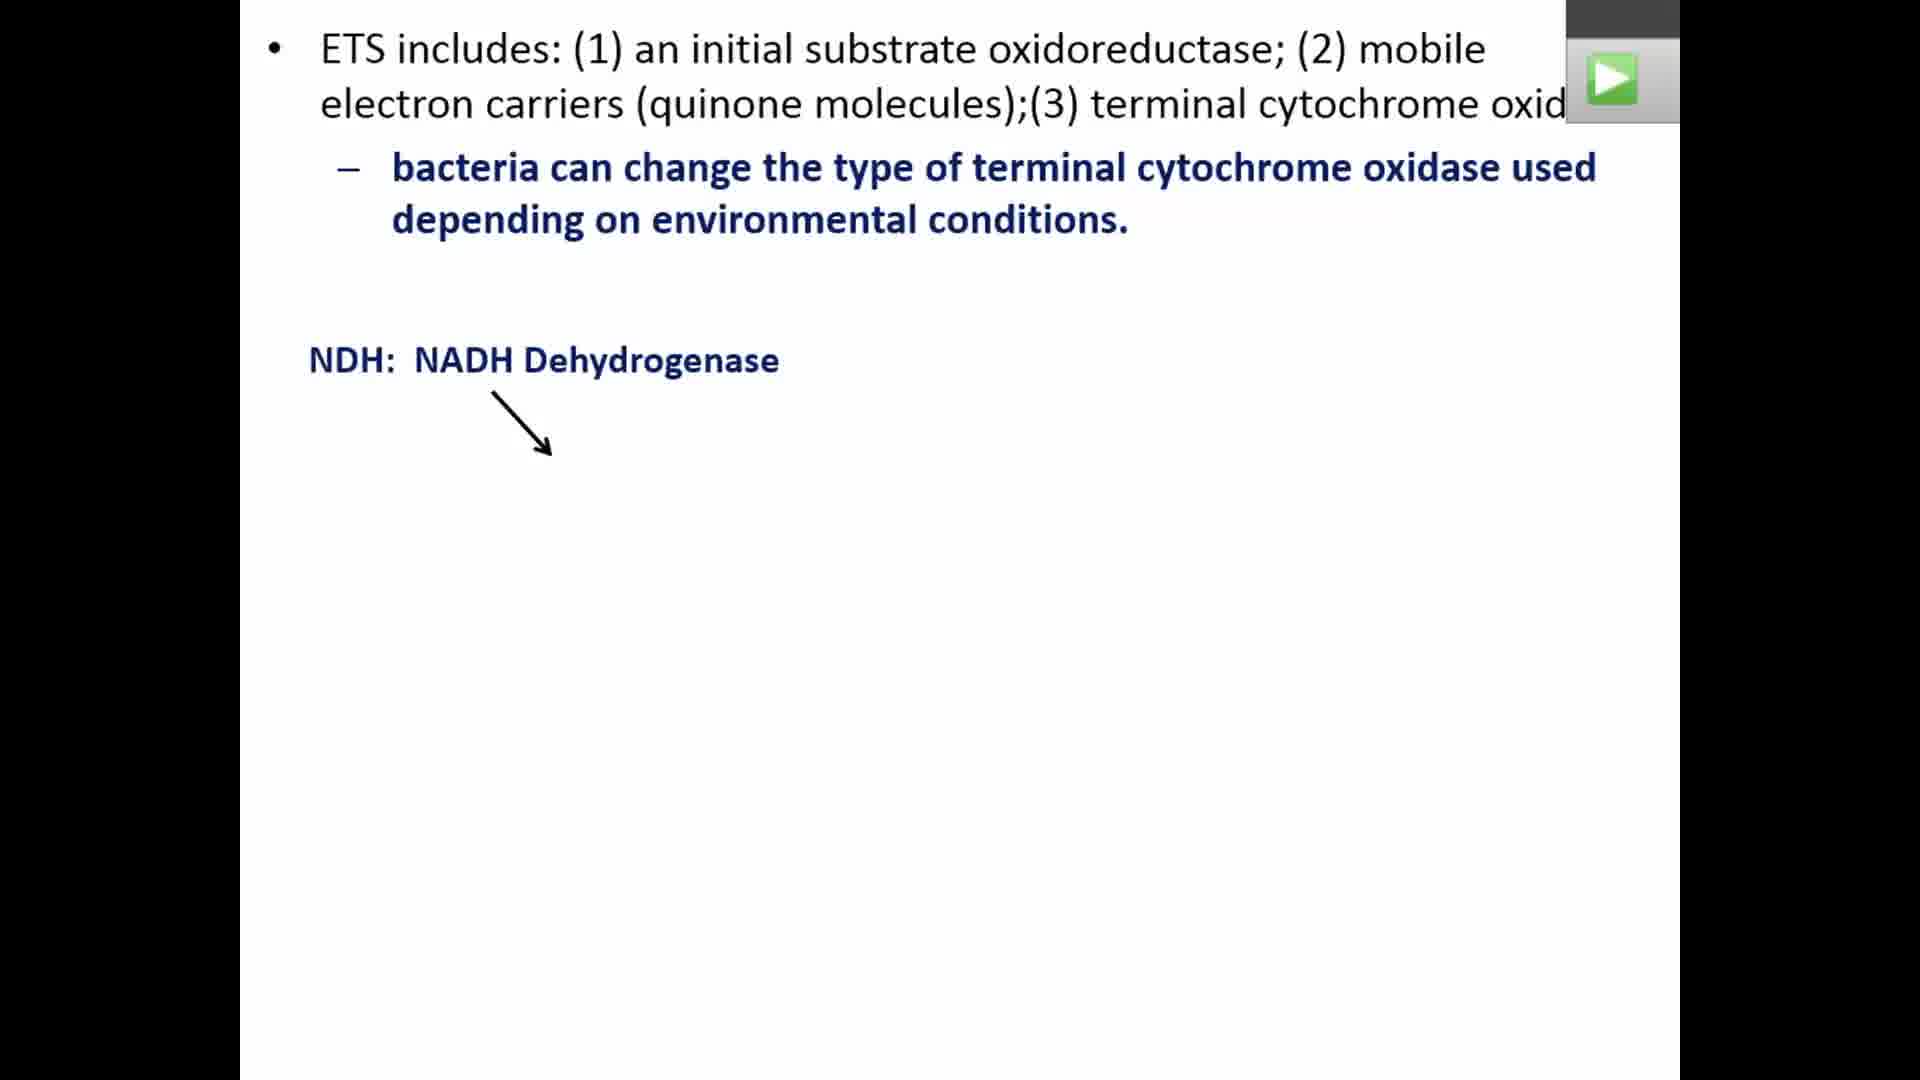 • ETS includes: (1) an initial substrate oxidoreductase; (2) mobile
electron carriers (quinone molecules);(3) terminal cytochrome oxid
– bacteria can change the type of terminal cytochrome oxidase used
depending on environmental conditions.
NDH: NADH Dehydrogenase